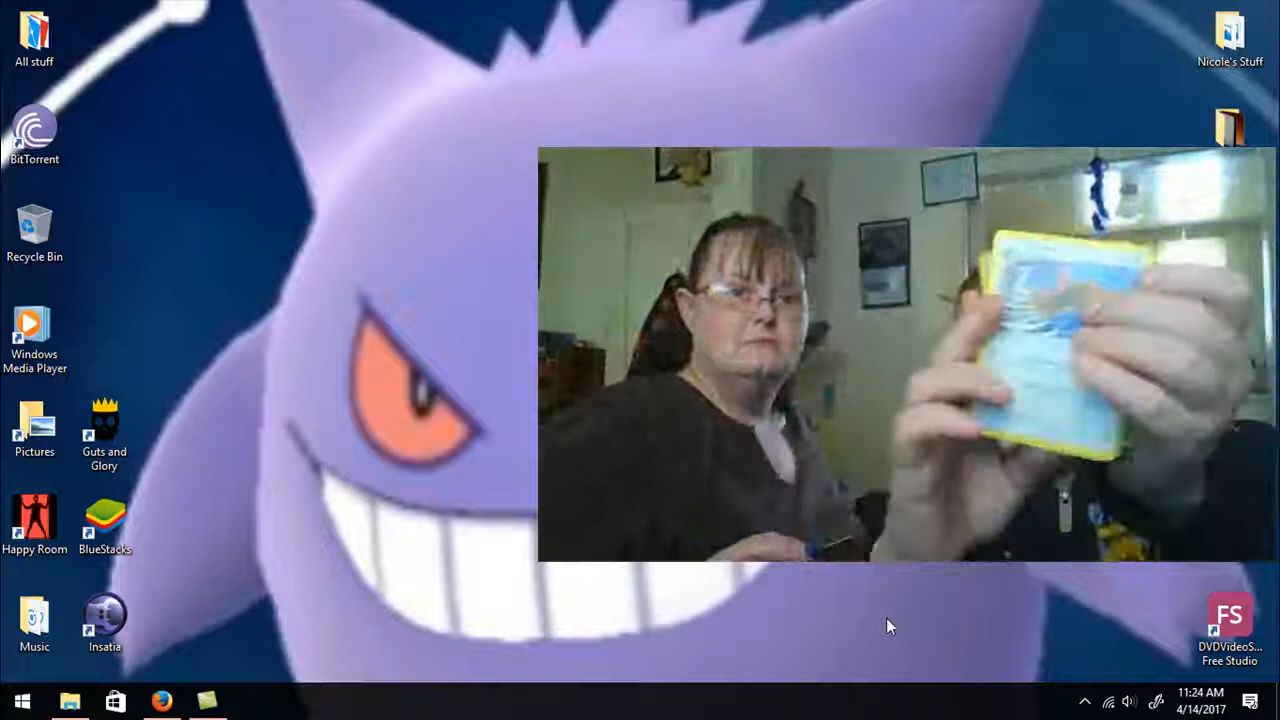 All stuff
Nicole's Stuff
BitTorrent
Recycle Bin
Windows
Media Player
Pictures
Guts and
Glory
Happy Room
BlueStacks
Music
Insatia
FS
DVDVideoS...
Free Studio
11:24 AM
4/14/2017